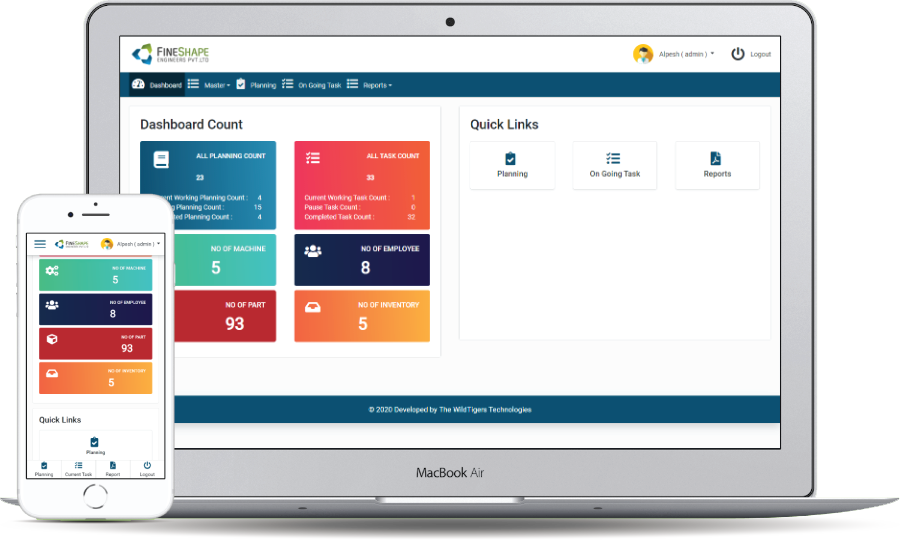 FINESHAPE
ENGINEERS PVT.LTD
Alpesh ( admin )
Logout
Dashboard
Master
Planning
On Going Task
Reports
Dashboard Count
Quick Links
ALL PLANNING COUNT
23
Working Planning Count : 4
Planning Count : 15
Planning Count : 4
ALL TASK COUNT
33
Current Working Task Count : 1
Pause Task Count : 0
Completed Task Count : 32
NO OF MACHINE
5
NO OF EMPLOYEE
8
NO OF PART
93
NO OF INVENTORY
5
Planning
On Going Task
Reports
© 2020 Developed by The WildTigers Technologies
MacBook Air
FINESHAPE
Alpesh ( admin )
NO OF MACHINE
5
NO OF EMPLOYEE
8
NO OF PART
93
NO OF INVENTORY
5
Quick Links
Planning
Planning
Current Task
Report
Logout